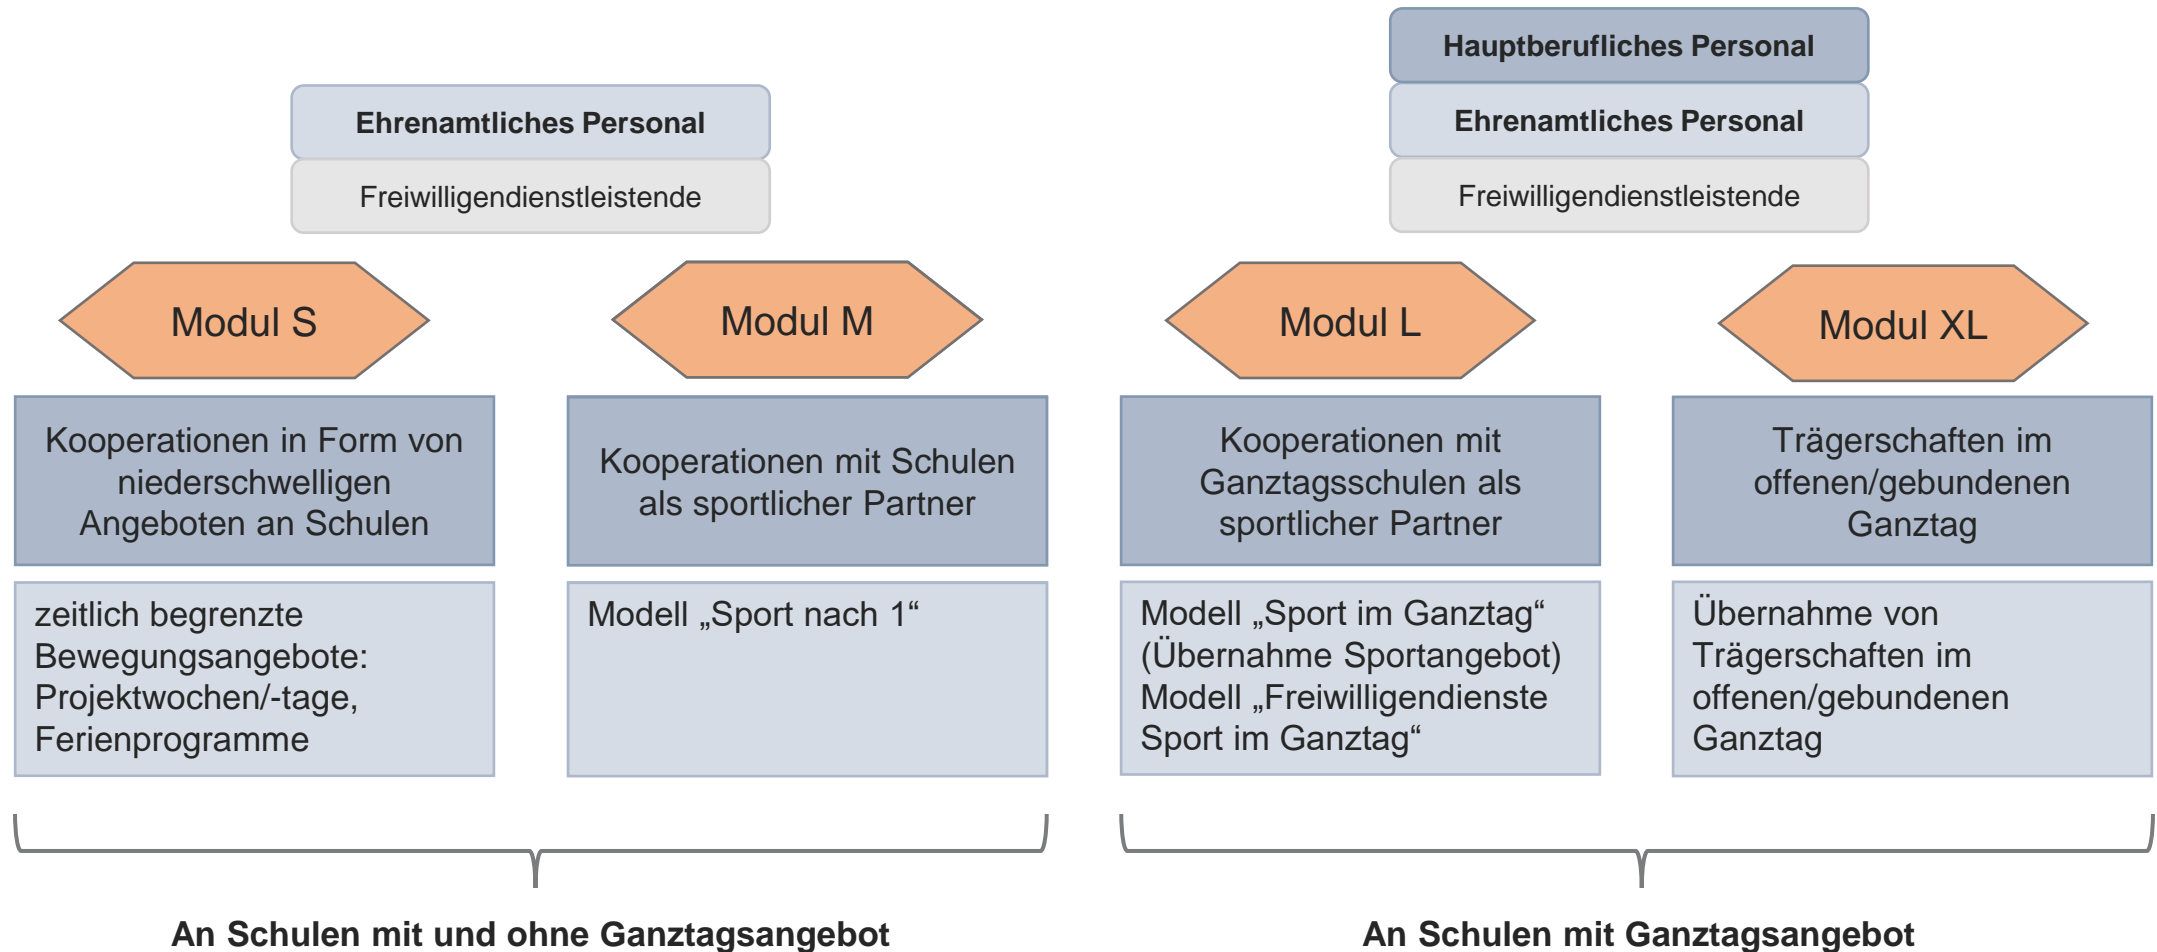 Hauptberufliches Personal
Ehrenamtliches Personal
Freiwilligendienstleistende
Ehrenamtliches Personal
Freiwilligendienstleistende
Modul S
Kooperationen in Form von
niederschwelligen
Angeboten an Schulen
zeitlich begrenzte
Bewegungsangebote:
Projektwochen/-tage,
Ferienprogramme
Modul M
Kooperationen mit Schulen
als sportlicher Partner
Modell „Sport nach 1“
Modul L
Kooperationen mit
Ganztagsschulen als
sportlicher Partner
Modell „Sport im Ganztag“
(Übernahme Sportangebot)
Modell „Freiwilligendienste
Sport im Ganztag“
Modul XL
Trägerschaften im
offenen/gebundenen
Ganztag
Übernahme von
Trägerschaften im
offenen/gebundenen
Ganztag
An Schulen mit und ohne Ganztagsangebot
An Schulen mit Ganztagsangebot